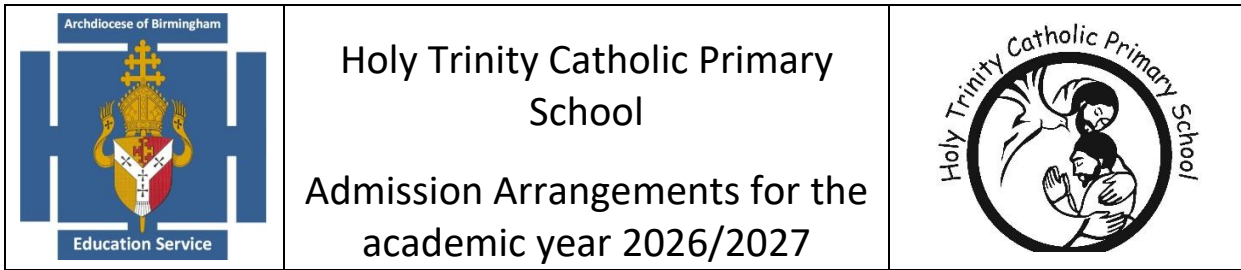 Archdiocese of Birmingham
Education Service
Holy Trinity Catholic Primary
School
Admission Arrangements for the
academic year 2026/2027
Holy Trinity Catholic Primary School